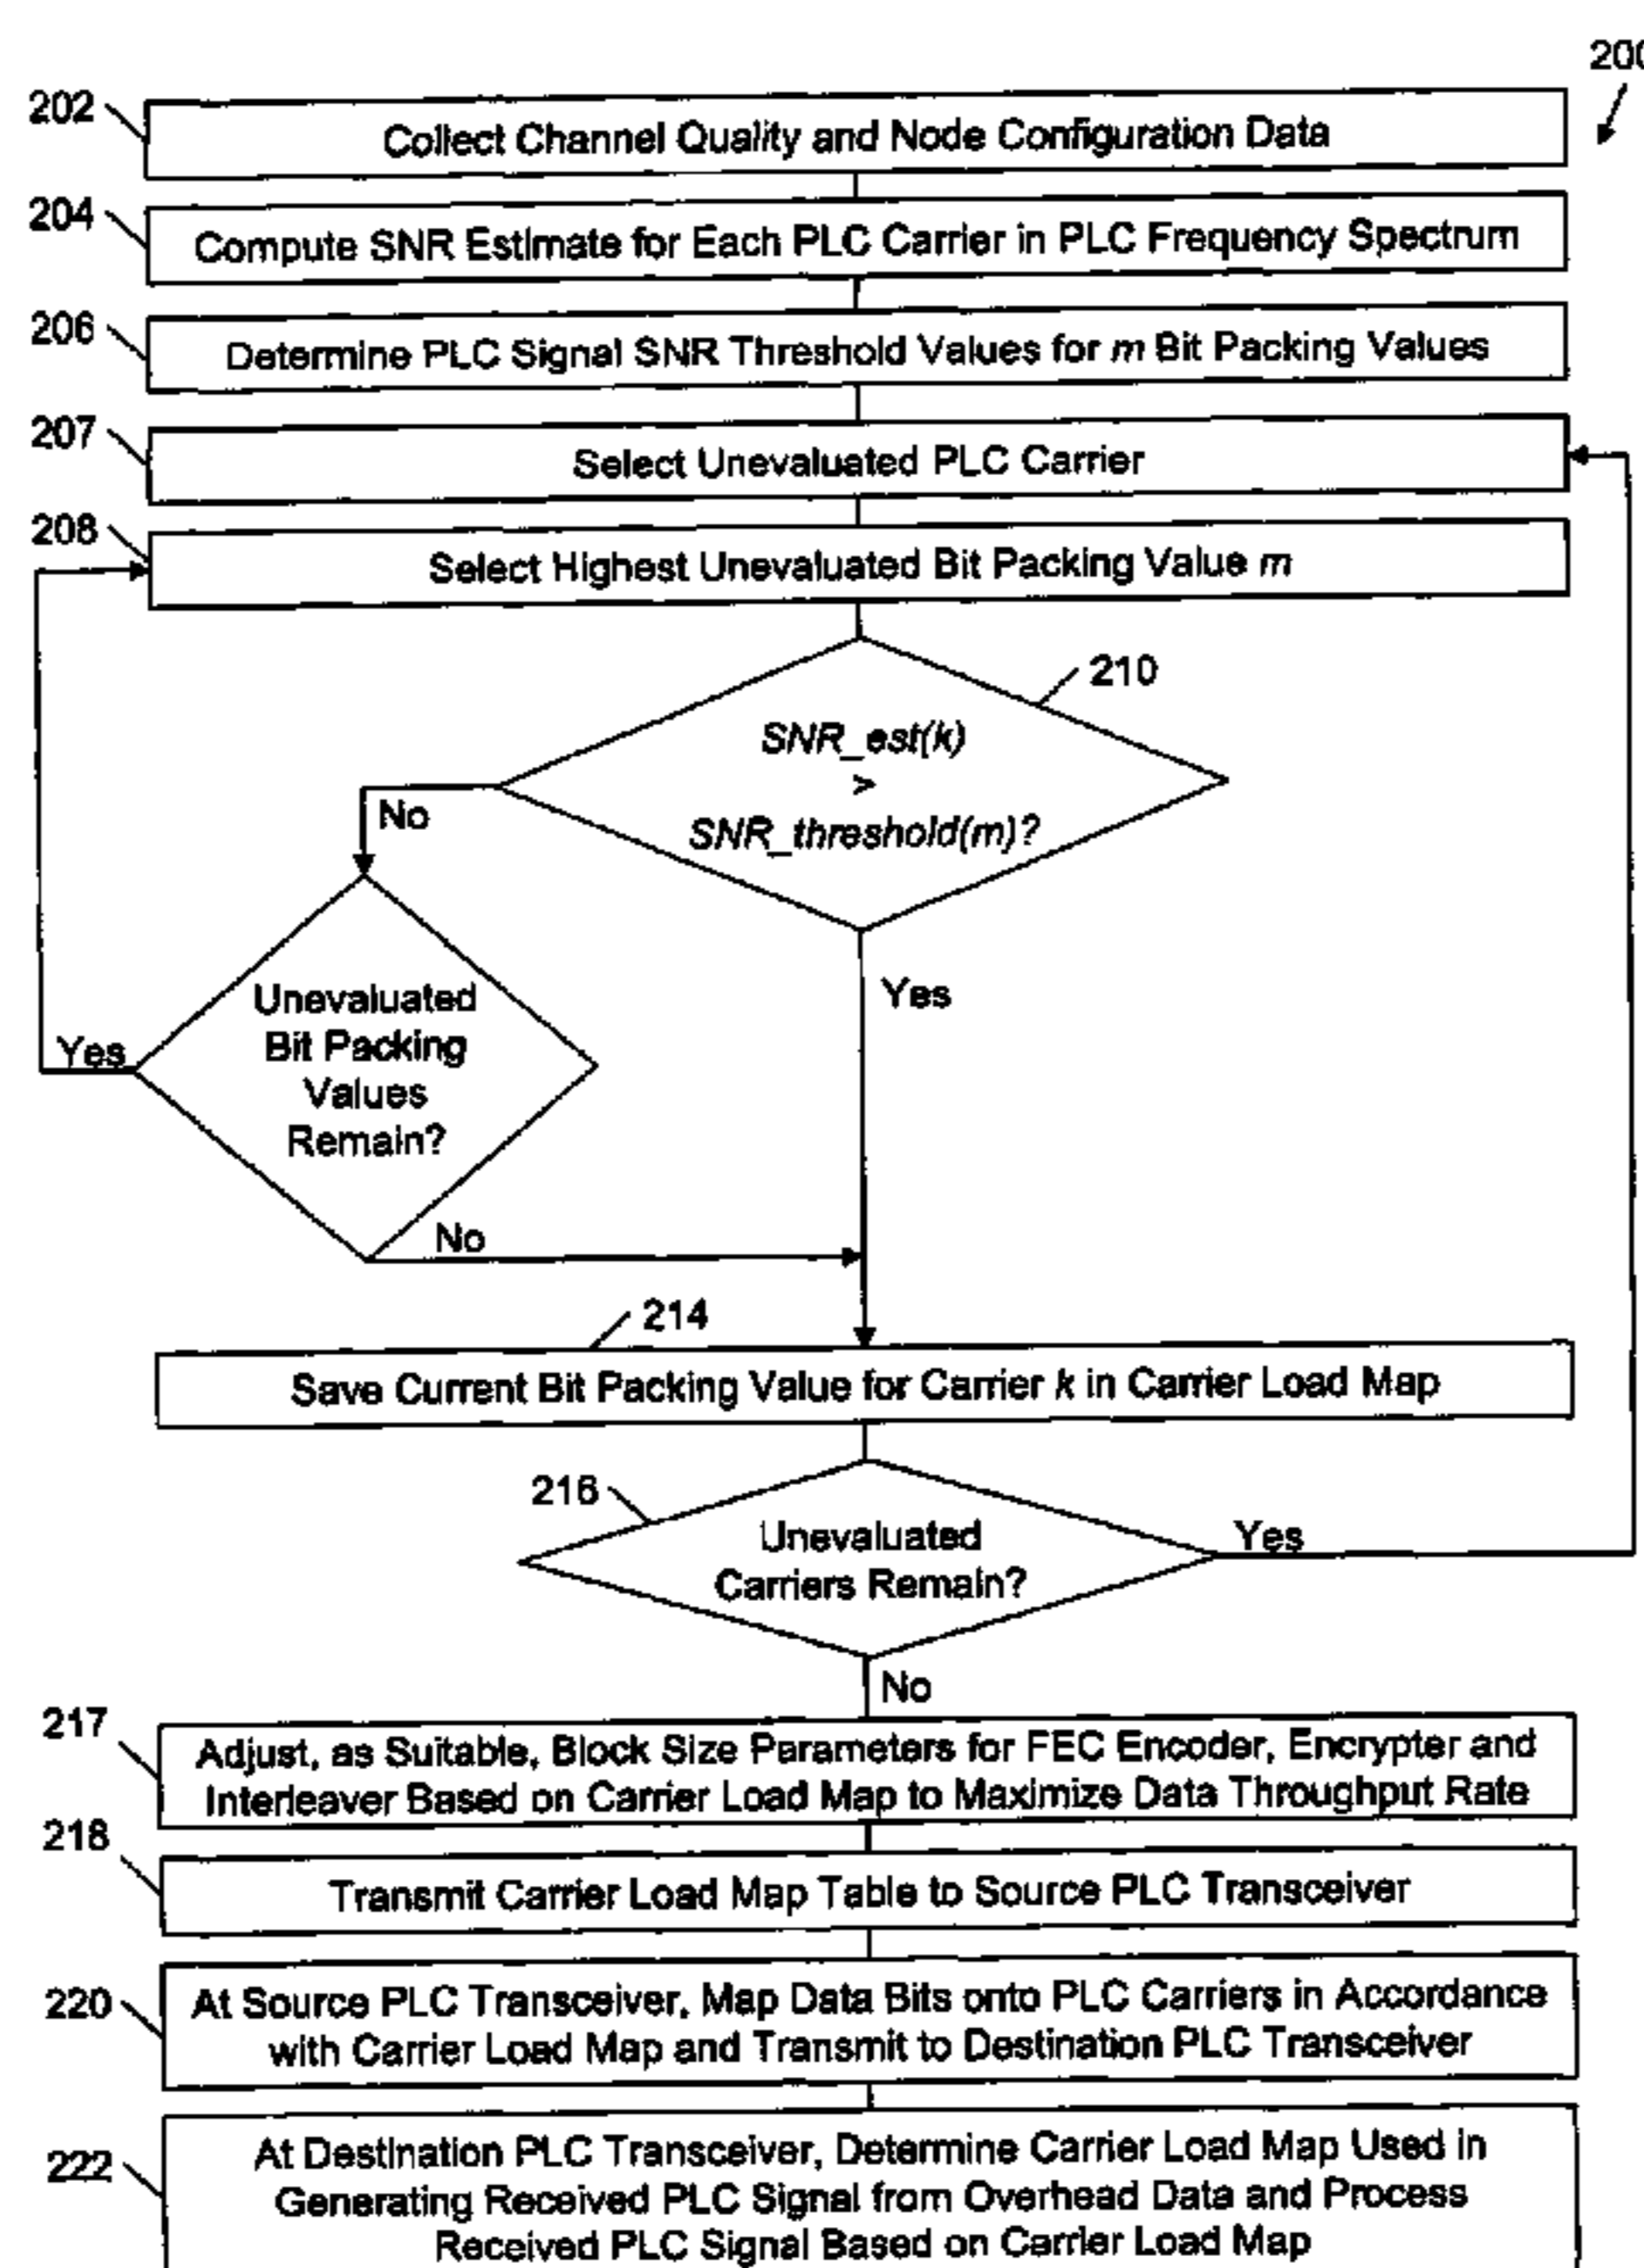 200
202
Collect Channel Quality and Node Configuration Data
204
Compute SNR Estimate for Each PLC Carrier in PLC Frequency Spectrum
206
Determine PLC Signal SNR Threshold Values for m Bit Packing Values
207
Select Unevaluated PLC Carrier
208
Select Highest Unevaluated Bit Packing Value m
210
SNR_est(k)
>
SNR_threshold(m)?
No
Yes
Unevaluated
Bit Packing
Values
Remain?
Yes
No
214
Save Current Bit Packing Value for Carrier k in Carrier Load Map
216
Unevaluated
Carriers Remain?
Yes
No
217
Adjust, as Suitable, Block Size Parameters for FEC Encoder, Encrypter and
Interleaver Based on Carrier Load Map to Maximize Data Throughput Rate
218
Transmit Carrier Load Map Table to Source PLC Transceiver
220
At Source PLC Transceiver, Map Data Bits onto PLC Carriers in Accordance
with Carrier Load Map and Transmit to Destination PLC Transceiver
222
At Destination PLC Transceiver, Determine Carrier Load Map Used in
Generating Received PLC Signal from Overhead Data and Process
Received PLC Signal Based on Carrier Load Map